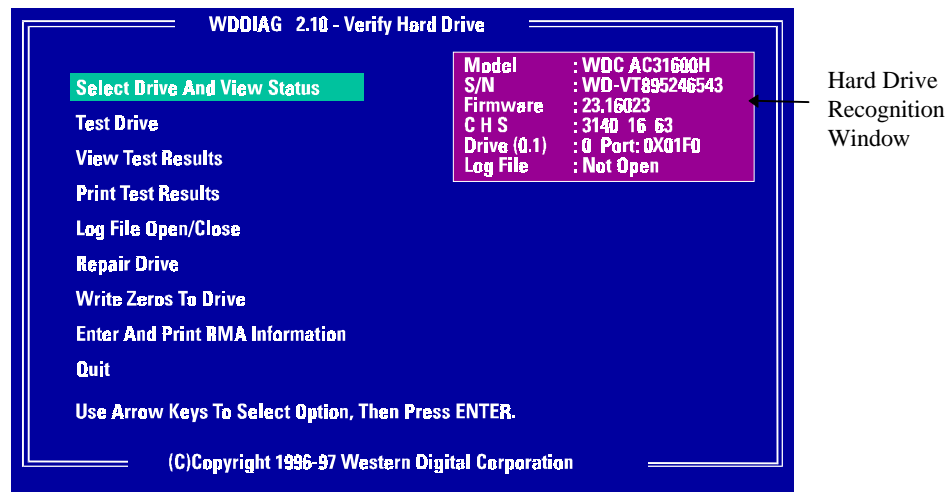 WDDIAG 2.10 - Verify Hard Drive
Model : WDC AC31600H
S/N : WD-VT895246543
Firmware : 23.16023
C H S : 3140 16 63
Drive (0.1) : 0 Port: 0X01F0
Log File : Not Open
Hard Drive
Recognition
Window
Select Drive And View Status
Test Drive
View Test Results
Print Test Results
Log File Open/Close
Repair Drive
Write Zeros To Drive
Enter And Print RMA Information
Quit
Use Arrow Keys To Select Option, Then Press ENTER.
(C)Copyright 1996-97 Western Digital Corporation